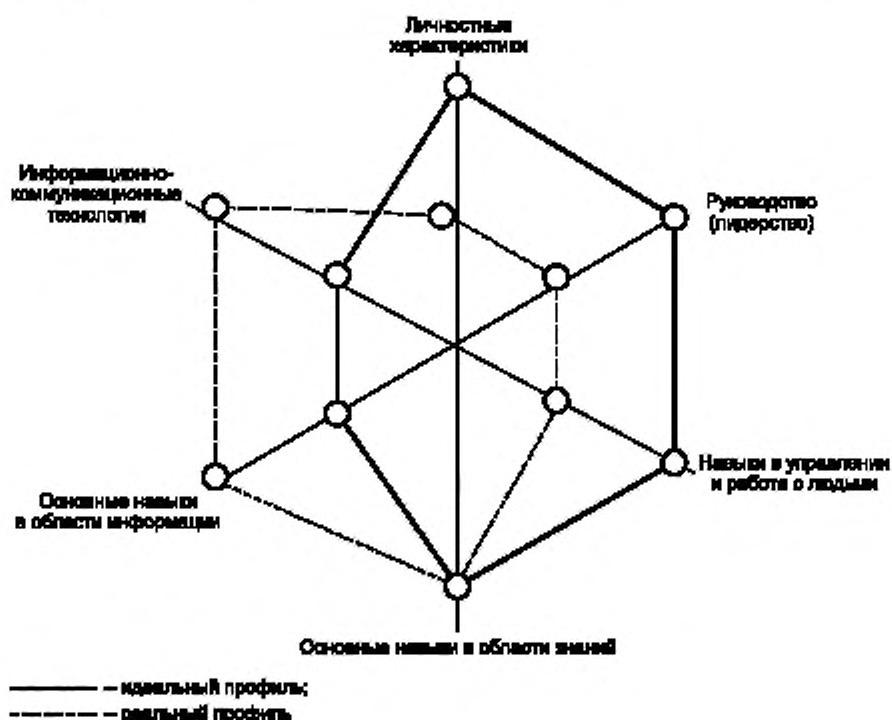 Личностные
характеристики
Информационно-
коммуникационные
технологии
Руководство
(лидерство)
Навыки в управлении
и работе с людьми
Основные навыки
в области информации
Основные навыки в области знаний
— идеальный профиль;
— реальный профиль